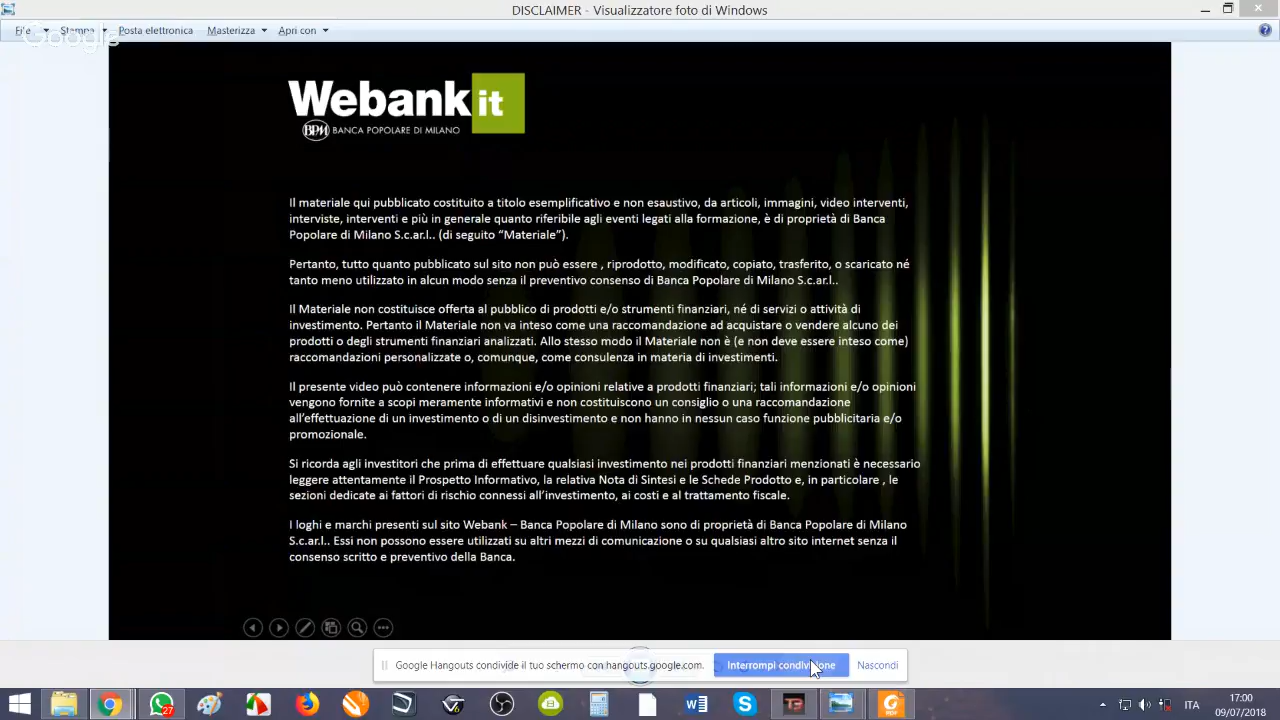 DISCLAIMER - Visualizzatore foto di Windows
File Stampa Posta elettronica Masterizza Apri con
Google
Webank it
BPM BANCA POPOLARE DI MILANO
Il materiale qui pubblicato costituito a titolo esemplificativo e non esaustivo, da articoli, immagini, video interventi,
interviste, interventi e più in generale quanto riferibile agli eventi legati alla formazione, è di proprietà di Banca
Popolare di Milano S.c.ar.l.. (di seguito “Materiale”).
Pertanto, tutto quanto pubblicato sul sito non può essere , riprodotto, modificato, copiato, trasferito, o scaricato né
tanto meno utilizzato in alcun modo senza il preventivo consenso di Banca Popolare di Milano S.c.ar.l..
Il Materiale non costituisce offerta al pubblico di prodotti e/o strumenti finanziari, né di servizi o attività di
investimento. Pertanto il Materiale non va inteso come una raccomandazione ad acquistare o vendere alcuno dei
prodotti o degli strumenti finanziari analizzati. Allo stesso modo il Materiale non è (e non deve essere inteso come)
raccomandazioni personalizzate o, comunque, come consulenza in materia di investimenti.
Il presente video può contenere informazioni e/o opinioni relative a prodotti finanziari; tali informazioni e/o opinioni
vengono fornite a scopi meramente informativi e non costituiscono un consiglio o una raccomandazione
all’effettuazione di un investimento o di un disinvestimento e non hanno in nessun caso funzione pubblicitaria e/o
promozionale.
Si ricorda agli investitori che prima di effettuare qualsiasi investimento nei prodotti finanziari menzionati è necessario
leggere attentamente il Prospetto Informativo, la relativa Nota di Sintesi e le Schede Prodotto e, in particolare , le
sezioni dedicate ai fattori di rischio connessi all’investimento, ai costi e al trattamento fiscale.
I loghi e marchi presenti sul sito Webank – Banca Popolare di Milano sono di proprietà di Banca Popolare di Milano
S.c.ar.l.. Essi non possono essere utilizzati su altri mezzi di comunicazione o su qualsiasi altro sito internet senza il
consenso scritto e preventivo della Banca.
Google Hangouts condivide il tuo schermo con hangouts.google.com. Interrompi condivisione Nascondi
27
ITA
17:00
09/07/2018